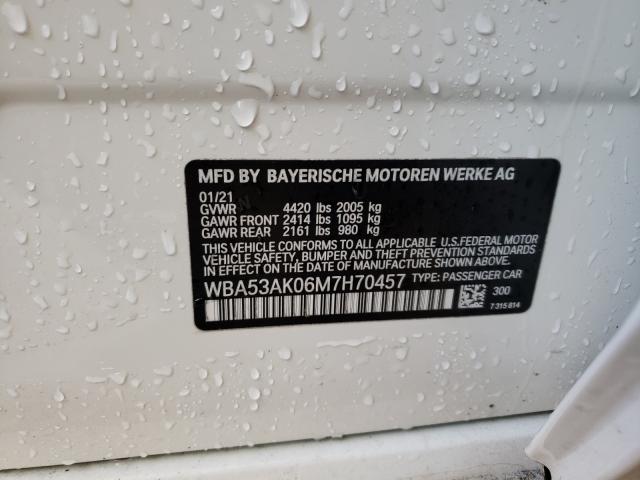 MFD BY BAYERISCHE MOTOREN WERKE AG
01/21
GVWR 4420 lbs 2005 kg
GAWR FRONT 2414 lbs 1095 kg
GAWR REAR 2161 lbs 980 kg
THIS VEHICLE CONFORMS TO ALL APPLICABLE U.S.FEDERAL MOTOR
VEHICLE SAFETY, BUMPER AND THEFT PREVENTION STANDARDS
IN EFFECT ON THE DATE OF MANUFACTURE SHOWN ABOVE.
WBA53AK06M7H70457 TYPE: PASSENGER CAR
300
7 315 814